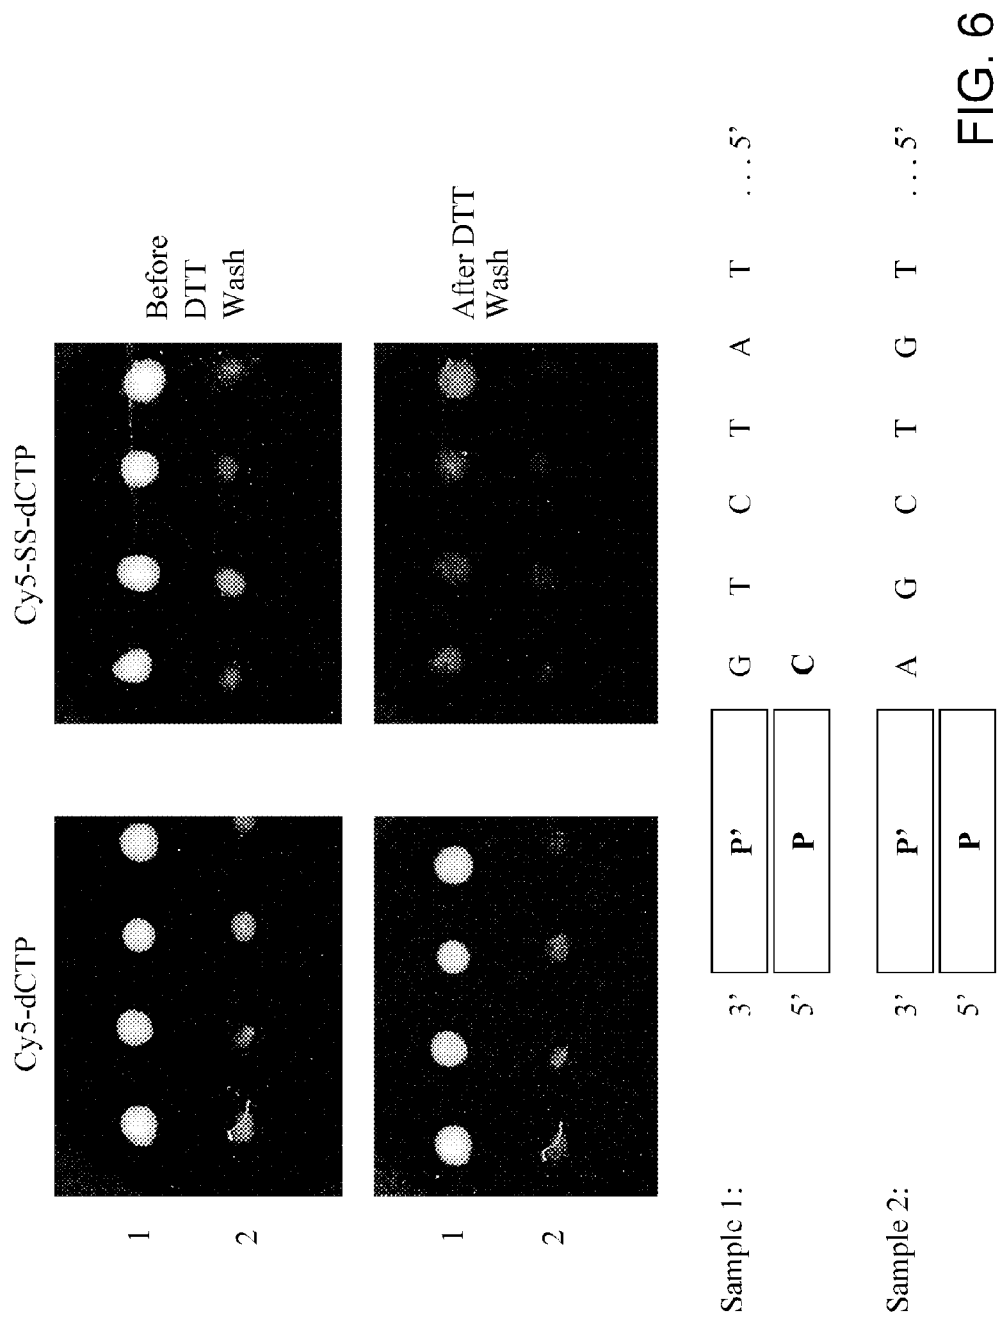 Cy5-dCTP Cy5-SS-dCTP
1
2
Before
DTT
Wash
1
2
After DTT
Wash
Sample 1:
3’ P’ G T C T A T ....5’
5’ P C
Sample 2:
3’ P’ A G C T G T ....5’
5’ P
FIG. 6